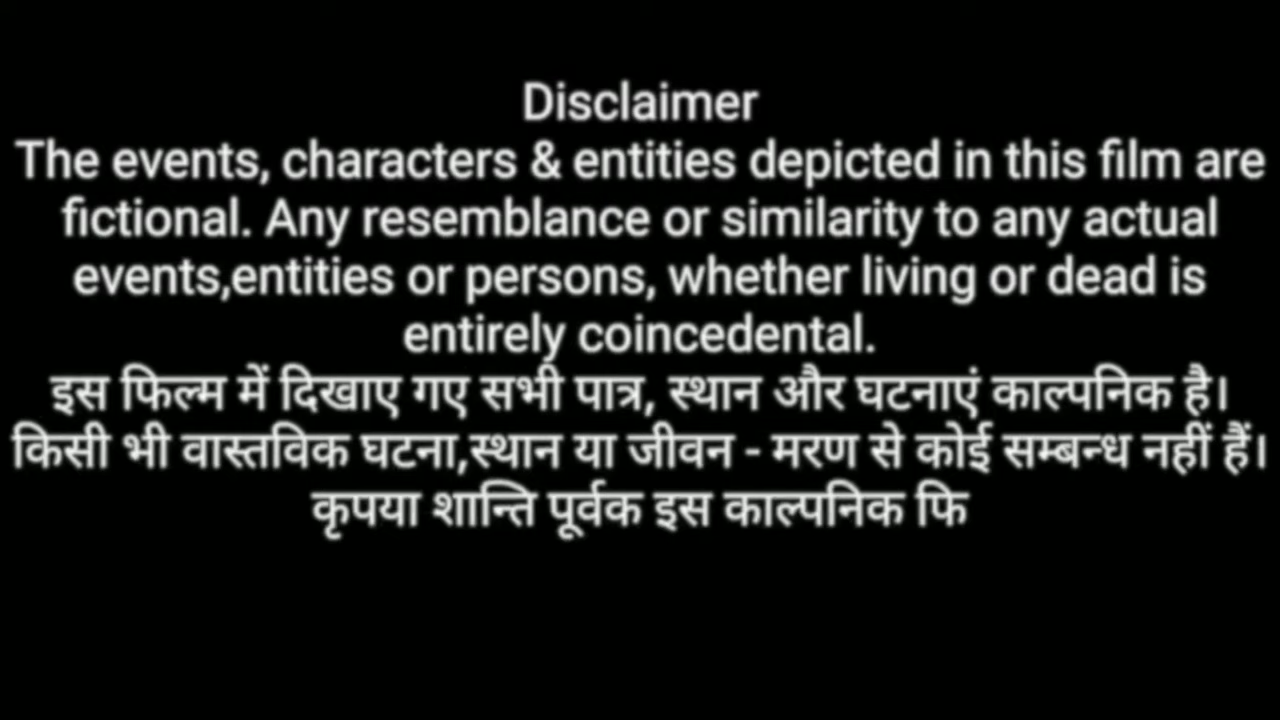 Disclaimer
The events, characters & entities depicted in this film are
fictional. Any resemblance or similarity to any actual
events,entities or persons, whether living or dead is
entirely coincedental.
इस फिल्म में दिखाए गए सभी पात्र, स्थान और घटनाएं काल्पनिक है।
किसी भी वास्तविक घटना,स्थान या जीवन - मरण से कोई सम्बन्ध नहीं हैं।
कृपया शान्ति पूर्वक इस काल्पनिक फि